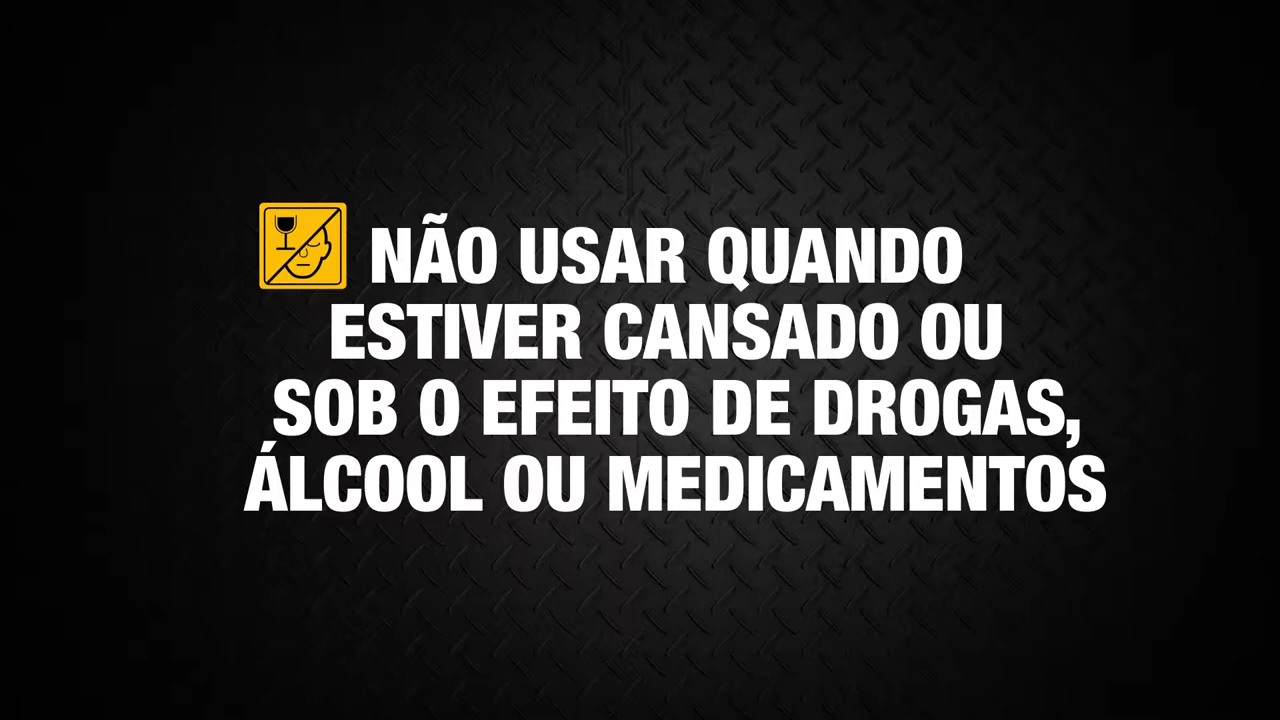 NÃO USAR QUANDO
ESTIVER CANSADO OU
SOB O EFEITO DE DROGAS,
ÁLCOOL OU MEDICAMENTOS